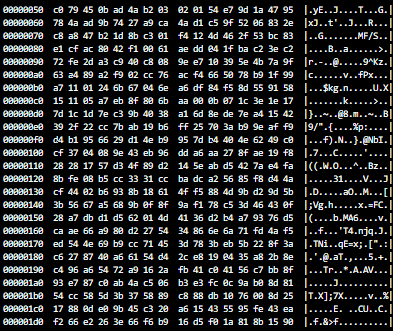 00000050 c0 79 45 0b ad 4a b2 03 02 01 54 e7 9d 1a 47 95 |.yE..J....T...G.|
00000060 78 4a ad 9b 74 27 a9 ca 4a d1 c5 9f 52 06 83 2e |xJ..t'..J...R...|
00000070 c8 a8 47 b2 1d 8b c3 01 f4 12 4d 46 2f 53 bc 83 |..G.......MF/S..|
00000080 e1 cf ac 80 42 f1 00 61 ae dd 04 1f ba c2 3e c2 |....B..a......>.|
00000090 72 fe 2d a3 c9 40 c8 08 9e e7 10 39 5e 4b 7a 9f |r.-..@.....9^Kz.|
000000a0 63 a4 89 a2 f9 02 cc 76 ac f4 66 50 78 b9 1f 99 |c......v..fPx...|
000000b0 a7 11 01 24 6b 67 04 6e a6 df 84 f5 8d 55 91 58 |...$kg.n.....U.X|
000000c0 15 11 05 a7 eb 8f 80 6b aa 00 0b 07 1c 3e 1e 17 |.......k.....>..|
000000d0 7d 1c 1d 7e c3 9b 40 38 a1 6d 8e de 7e a4 15 42 |}..~..@8.m..~..B|
000000e0 39 2f 22 cc 7b ab 19 b6 ff 25 70 3a b9 9e af f9 |9/".{....%p:....|
000000f0 d4 b1 95 66 29 d1 4e b9 95 7d b4 40 4e 62 49 c0 |...f).N..}.@NbI.|
00000100 cf 37 04 08 9e 43 eb 96 dd a6 aa 27 8f ae 19 f8 |.7...C.....'....|
00000110 28 28 17 57 d3 4f 89 d2 14 5e ab d5 42 7a e4 fa |((.W.O...^..Bz..|
00000120 8b fe 08 b5 cc 33 31 cc ba dc a2 56 85 f8 d4 4a |.....31....V...J|
00000130 cf 44 02 b6 93 8b 18 61 4f f5 88 4d 9b d2 9d 5b |.D.....aO..M...[|
00000140 3b 56 67 a5 68 9b 0f 8f 9a f1 78 c5 3d 46 43 0f |;Vg.h.....x.=FC.|
00000150 28 a7 db d1 d5 62 01 4d 41 36 d2 b4 a7 93 76 d5 |(....b.MA6....v.|
00000160 ca ae 66 a9 80 d2 27 54 34 86 6e 6a 71 fd 4a f5 |..f...'T4.njq.J.|
00000170 ed 54 4e 69 b9 cc 71 45 3d 78 3b eb 5b 22 8f 3a |.TNi..qE=x;.[".:|
00000180 c6 27 87 40 a6 61 54 d4 2c e8 19 04 35 a8 2b 8e |.'.@.aT.,...5.+.|
00000190 c4 96 a6 54 72 a9 16 2a fb 41 c0 41 56 c7 bb 8f |...Tr..*.A.AV...|
000001a0 93 e7 87 c0 ab 4a c5 06 b3 e3 fc 0c 9a b0 8d 81 |.....J..........|
000001b0 54 cc 58 5d 3b 37 58 89 c8 88 db 10 76 00 8d 25 |T.X];7X.....v..%|
000001c0 17 88 0d e0 9b 45 c3 20 a6 15 43 55 95 fe 43 ea |.....E. ..CU..C.|
000001d0 f2 66 e2 26 3e 66 f6 b9 16 d5 f0 1a 81 8b 15 90 |.f.&>f..........|